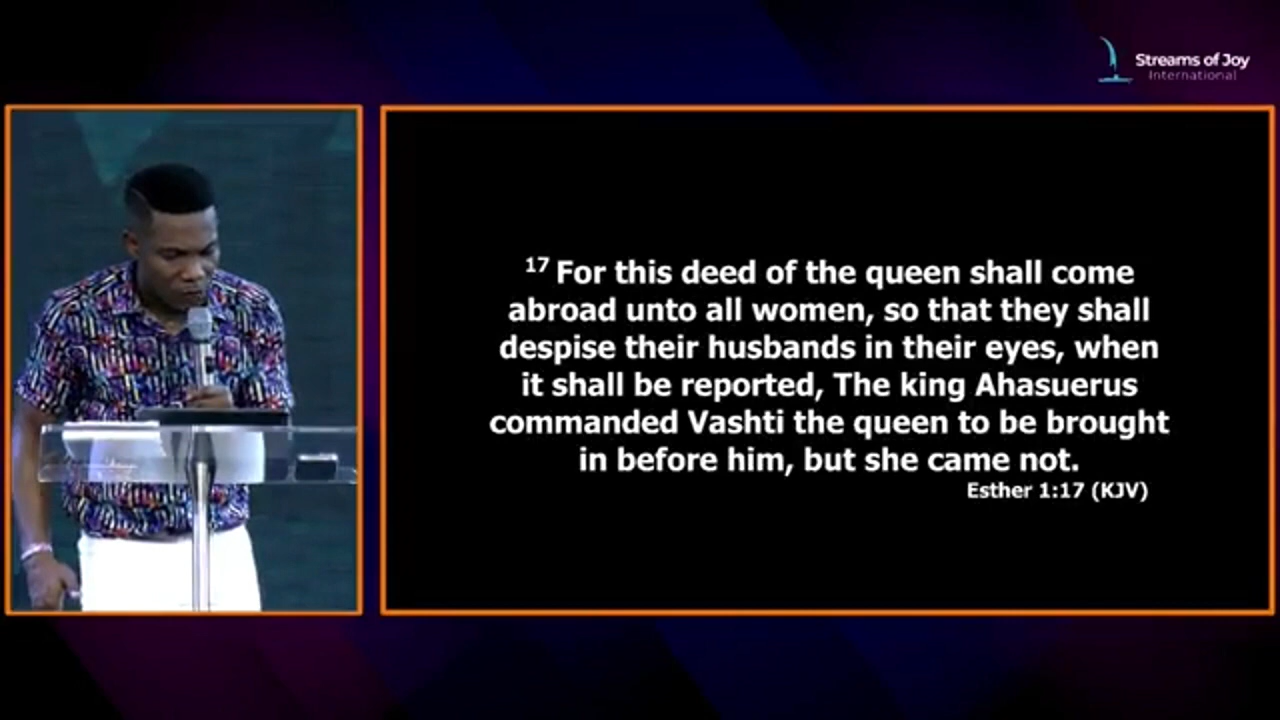 Streams of Joy
International
17 For this deed of the queen shall come
abroad unto all women, so that they shall
despise their husbands in their eyes, when
it shall be reported, The king Ahasuerus
commanded Vashti the queen to be brought
in before him, but she came not.
Esther 1:17 (KJV)